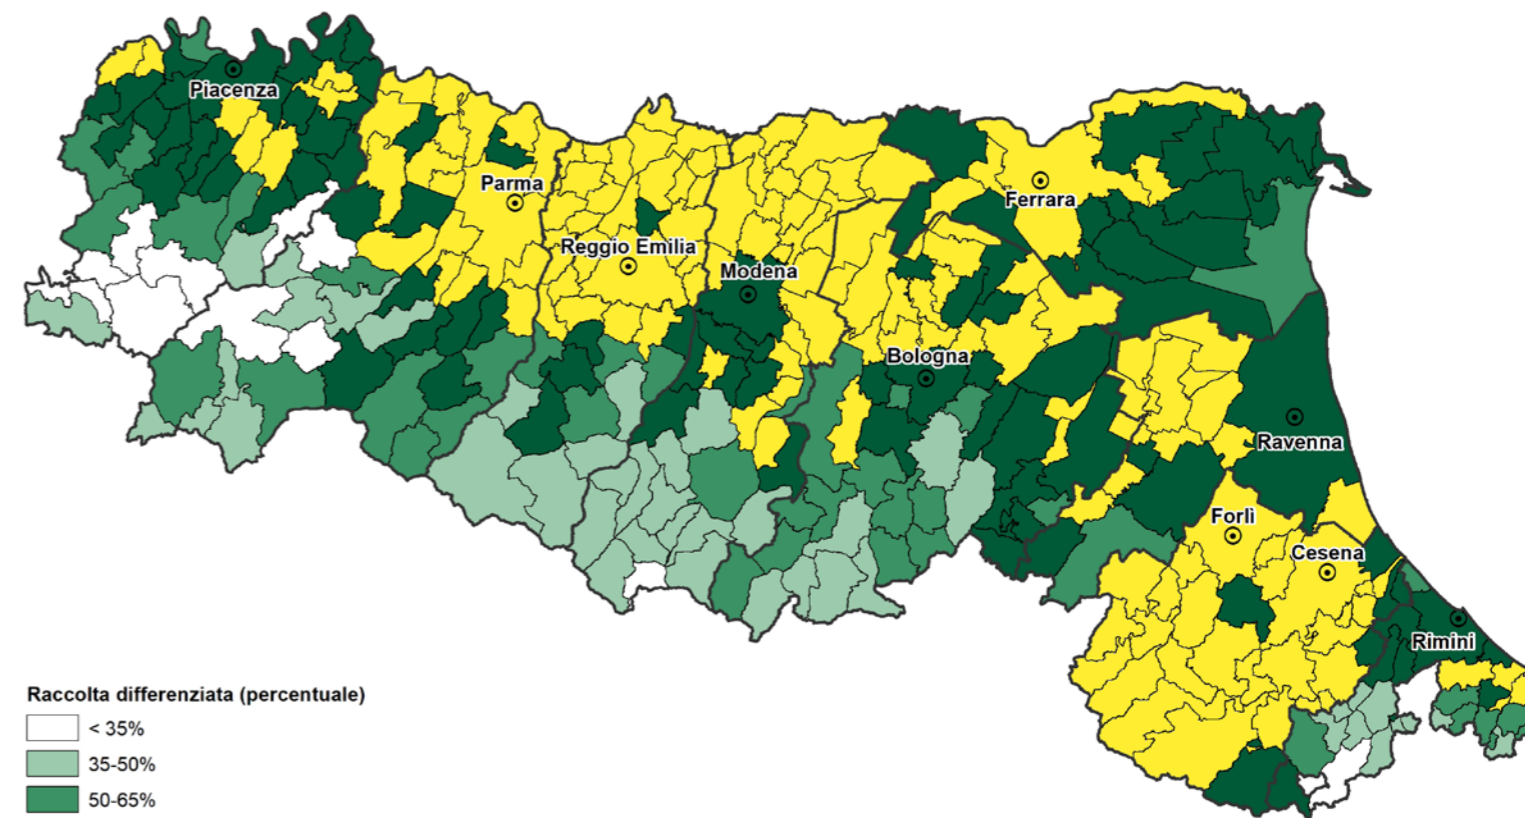 Piacenza
Parma
Reggio Emilia
Modena
Ferrara
Bologna
Ravenna
Forlì
Cesena
Rimini
Raccolta differenziata (percentuale)
< 35%
35-50%
50-65%